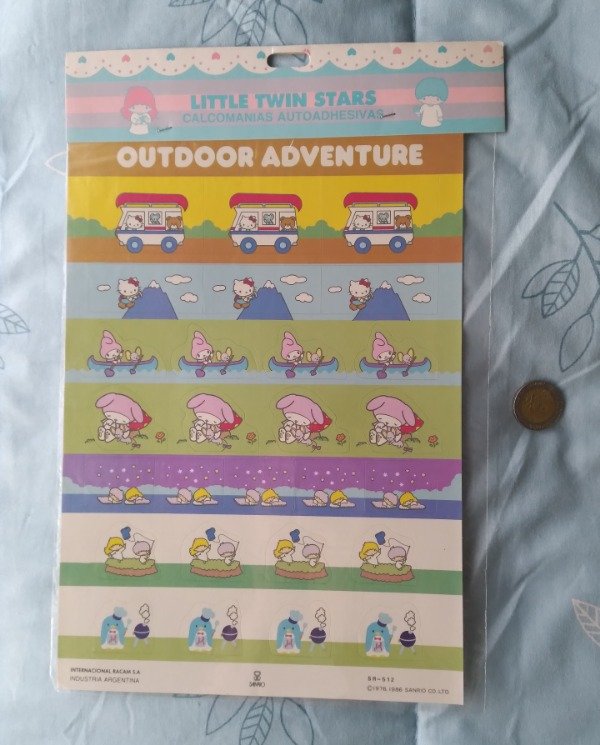 LITTLE TWIN STARS
CALCOMANIAS AUTOADHESIVAS
OUTDOOR ADVENTURE
INTERNACIONAL RACAM S.A
INDUSTRIA ARGENTINA
SANRIO
SR-512
©1976, 1986 SANRIO CO.LTD.